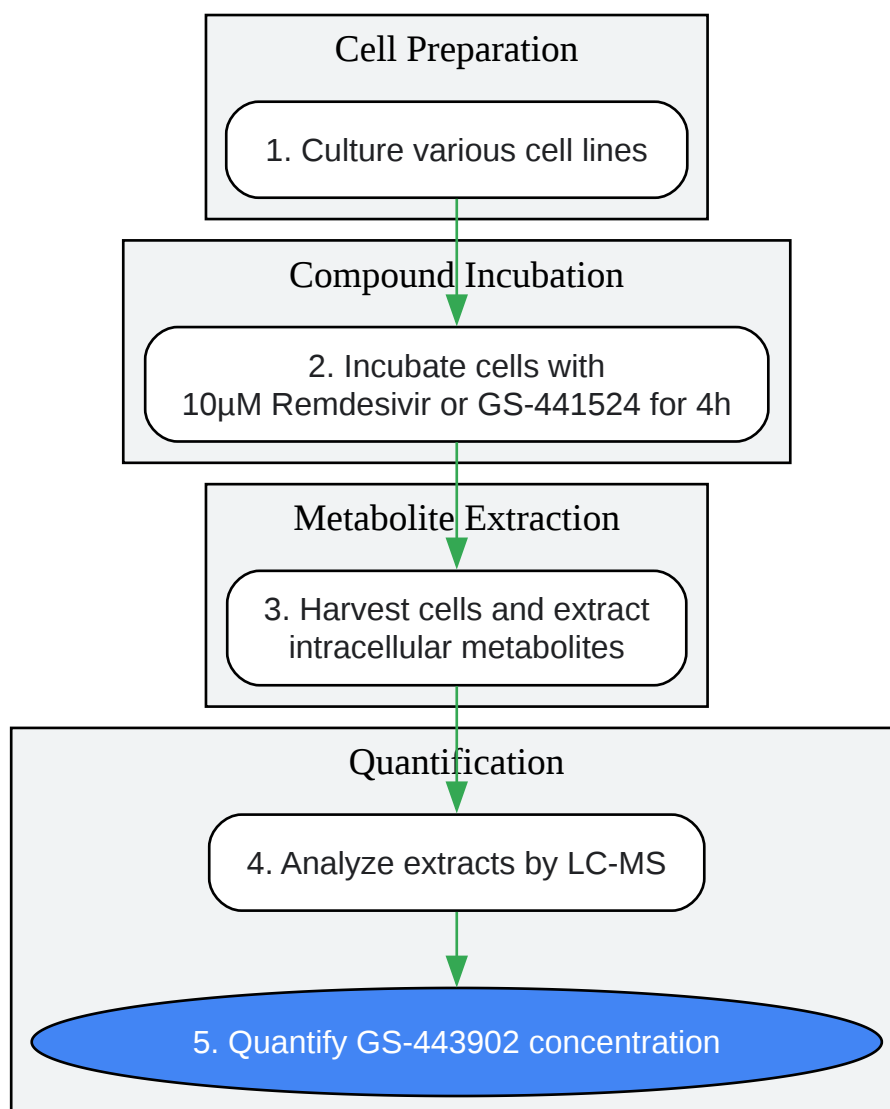 Cell Preparation
1. Culture various cell lines
Compound Incubation
2. Incubate cells with
10µM Remdesivir or GS-441524 for 4h
Metabolite Extraction
3. Harvest cells and extract
intracellular metabolites
Quantification
4. Analyze extracts by LC-MS
5. Quantify GS-443902 concentration